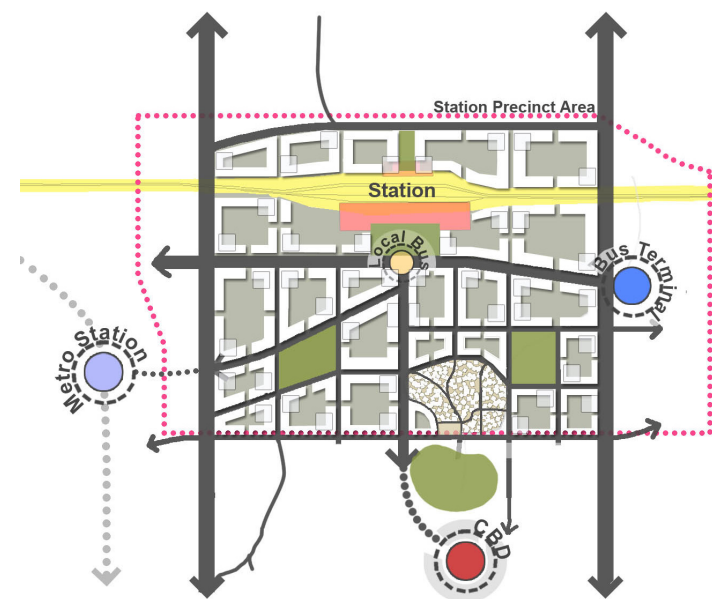 Station Precinct Area
Station
Local Bus
Bus Terminal
Metro Station
CBD